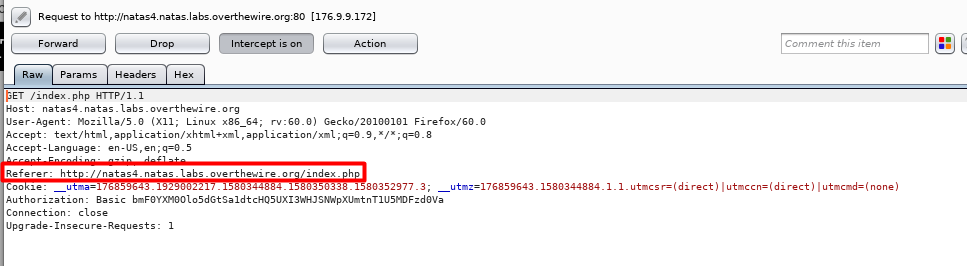 Request to http://natas4.natas.labs.overthewire.org:80 [176.9.9.172]
Forward Drop Intercept is on Action Comment this item
Raw Params Headers Hex
GET /index.php HTTP/1.1
Host: natas4.natas.labs.overthewire.org
User-Agent: Mozilla/5.0 (X11; Linux x86_64; rv:60.0) Gecko/20100101 Firefox/60.0
Accept: text/html,application/xhtml+xml,application/xml;q=0.9,*/*;q=0.8
Accept-Language: en-US,en;q=0.5
Accept-Encoding: gzip, deflate
Referer: http://natas4.natas.labs.overthewire.org/index.php
Cookie: __utma=176859643.1929002217.1580344884.1580350338.1580352977.3; __utmz=176859643.1580344884.1.1.utmcsr=(direct)|utmccn=(direct)|utmcmd=(none)
Authorization: Basic bmF0YXM0Olo5dGtSa1dtcHQ5UXI3WHJSNWpXUmtnT1U5MDFzd0Va
Connection: close
Upgrade-Insecure-Requests: 1